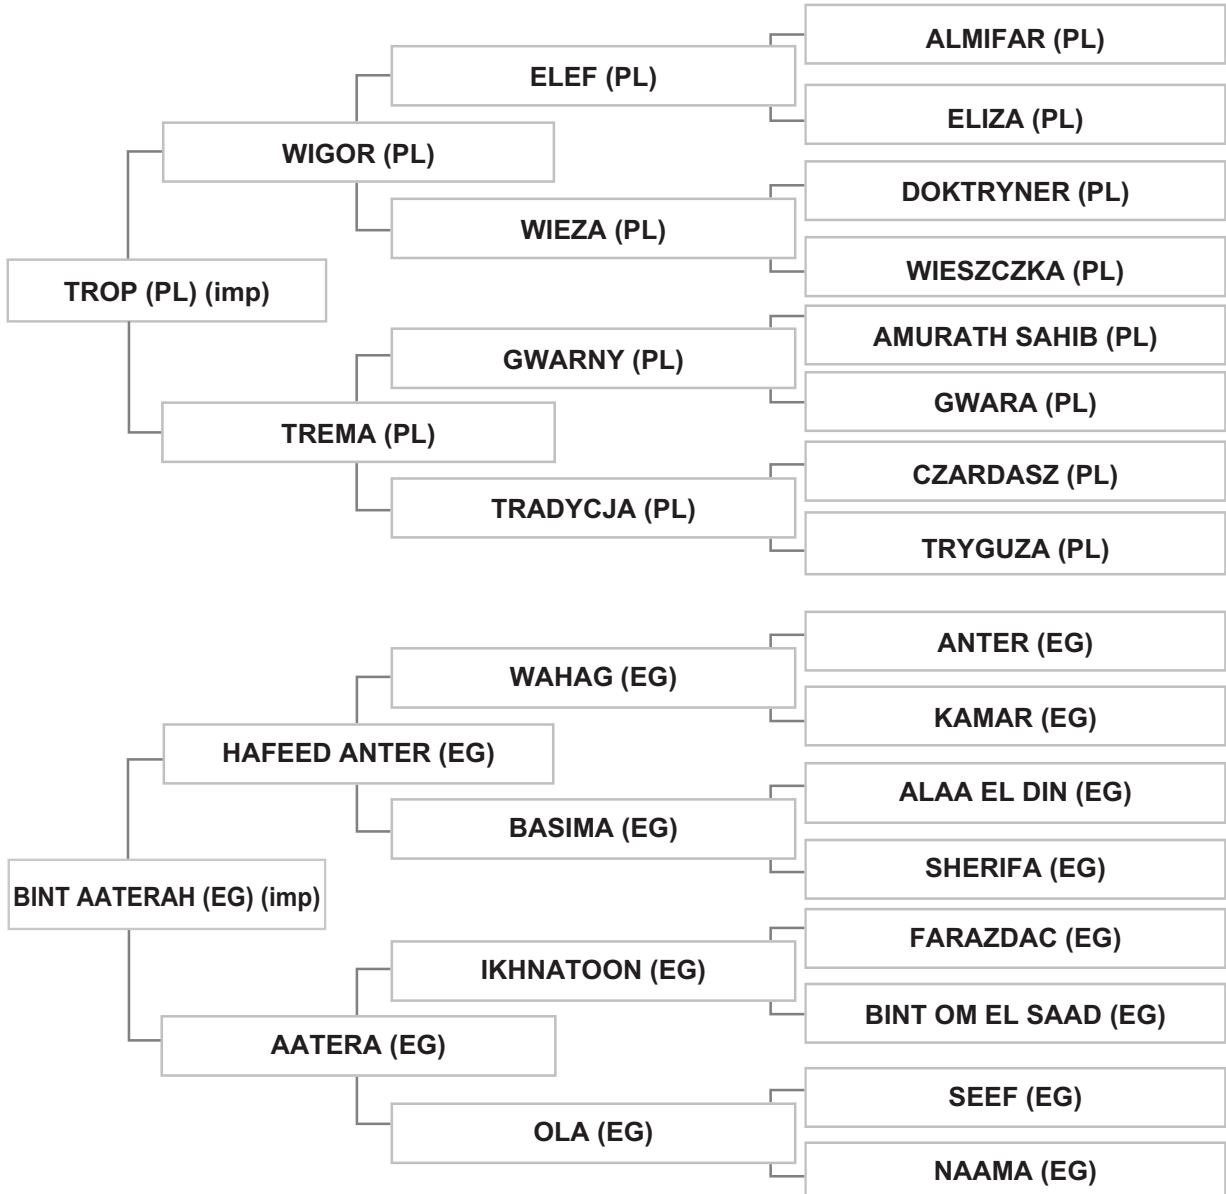 ALMIFAR (PL)
ELEF (PL)
ELIZA (PL)
WIGOR (PL)
DOKTRYNER (PL)
WIEZA (PL)
WIESZCZKA (PL)
TROP (PL) (imp)
AMURATH SAHIB (PL)
GWARNY (PL)
GWARA (PL)
TREMA (PL)
CZARDASZ (PL)
TRADYCJA (PL)
TRYGUZA (PL)
ANTER (EG)
WAHAG (EG)
KAMAR (EG)
HAFEED ANTER (EG)
ALAA EL DIN (EG)
BASIMA (EG)
SHERIFA (EG)
BINT AATERAH (EG) (imp)
FARAZDAC (EG)
IKHNATOON (EG)
BINT OM EL SAAD (EG)
AATERA (EG)
SEEF (EG)
OLA (EG)
NAAMA (EG)